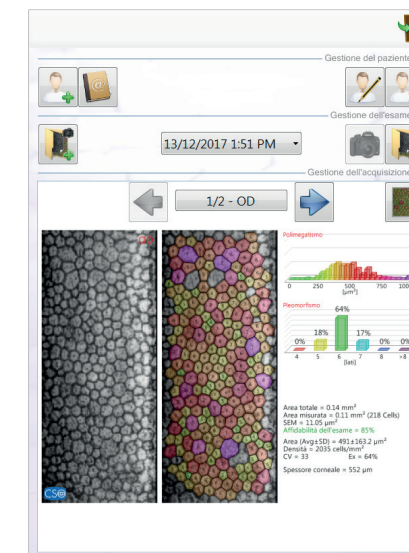 Gestione del paziente
Gestione dell'esame
13/12/2017 1:51 PM
Gestione dell'acquisizione
1/2 - OD
Polimegatismo
0 250 500 750 1000
[µm²]
Pleomorfismo
64%
18% 17%
0% 0% 0%
4 5 6 7 8 >8
[lati]
Area totale = 0.14 mm²
Area misurata = 0.11 mm² (218 Cells)
SEM = 11.05 µm²
Affidabilità dell'esame = 85%
Area (Avg±SD) = 491±163.2 µm²
Densità = 2035 cells/mm²
CV = 33 Ex = 64%
Spessore corneale = 552 µm
CSO